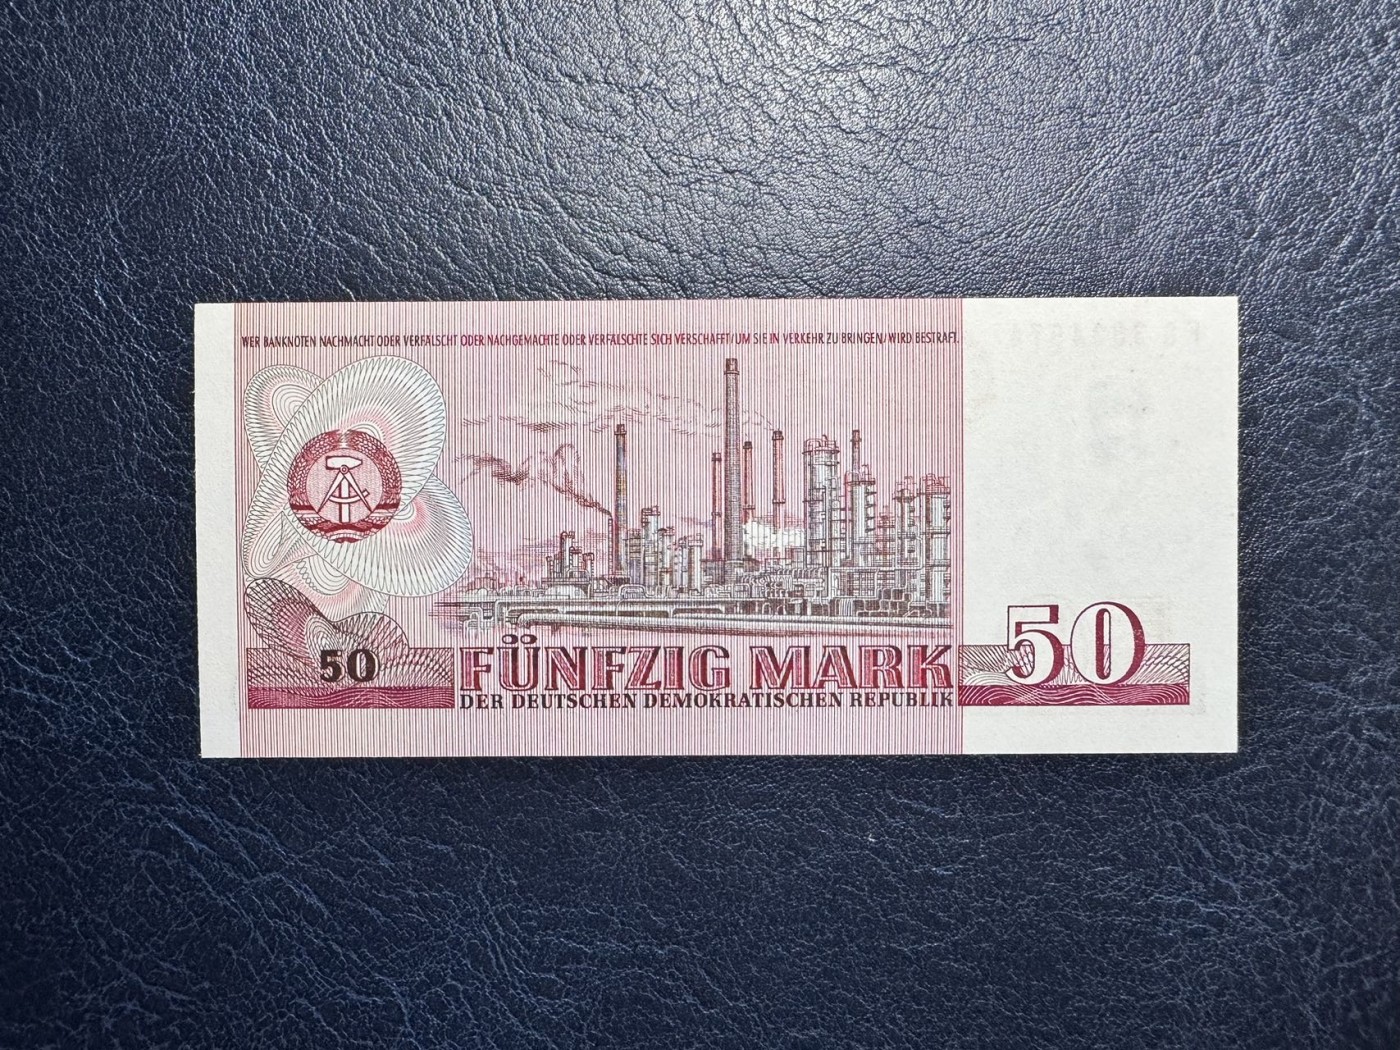 WER BANKNOTEN NACHMACHT ODER VERFÄLSCHT ODER NACHGEMACHTE ODER VERFÄLSCHTE SICH VERSCHAFFT/UM SIE IN VERKEHR ZU BRINGEN/WIRD BESTRAFT.
50
FÜNFZIG MARK
DER DEUTSCHEN DEMOKRATISCHEN REPUBLIK
50